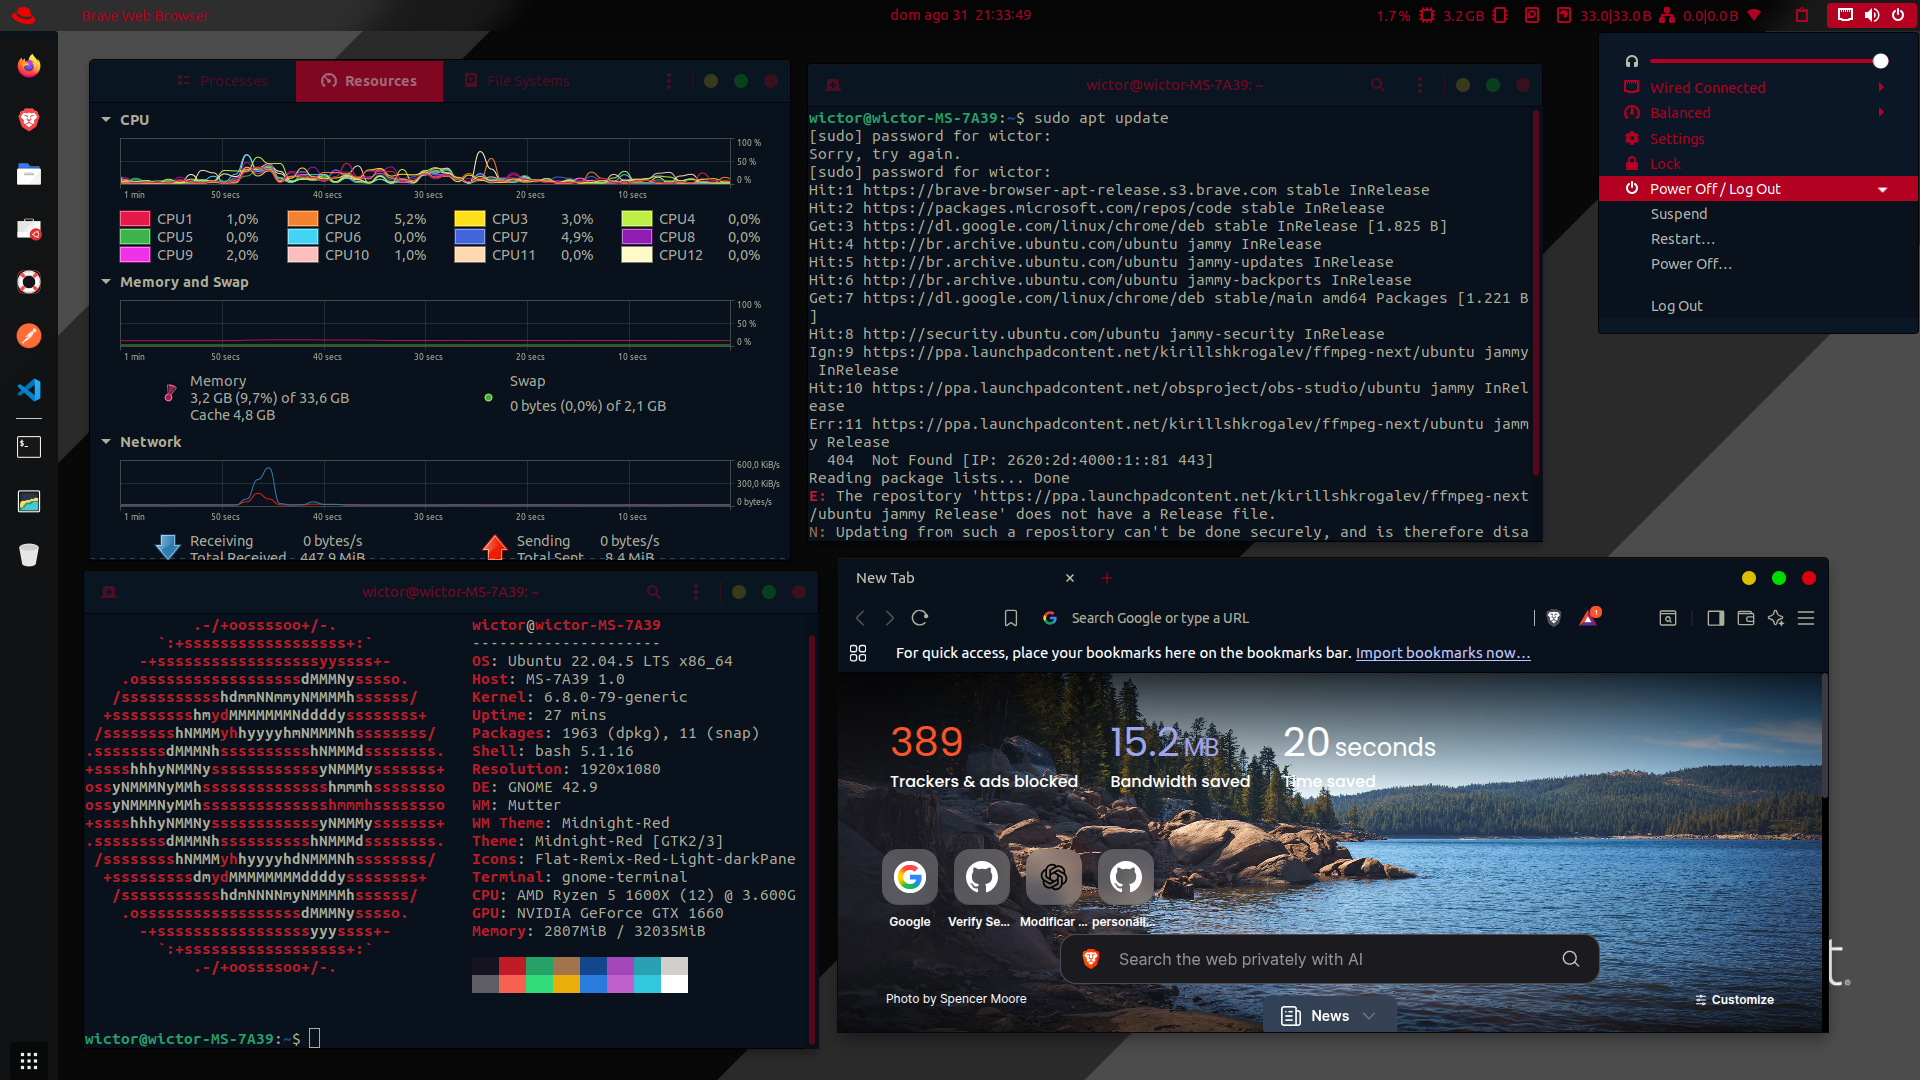 Brave Web Browser
dom ago 31 21:33:49
1.7 % 3.2 GB 33.0|33.0 B 0.0|0.0 B
Processes Resources File Systems
CPU
100 %
50 %
0 %
1 min 50 secs 40 secs 30 secs 20 secs 10 secs
CPU1 1,0% CPU2 5,2% CPU3 3,0% CPU4 0,0%
CPU5 0,0% CPU6 0,0% CPU7 4,9% CPU8 0,0%
CPU9 2,0% CPU10 1,0% CPU11 0,0% CPU12 0,0%
Memory and Swap
100 %
50 %
0 %
1 min 50 secs 40 secs 30 secs 20 secs 10 secs
Memory
3,2 GB (9,7%) of 33,6 GB
Cache 4,8 GB
Swap
0 bytes (0,0%) of 2,1 GB
Network
600,0 KiB/s
300,0 KiB/s
0 bytes/s
1 min 50 secs 40 secs 30 secs 20 secs 10 secs
Receiving 0 bytes/s Sending 0 bytes/s
Total Received 447,9 MiB Total Sent 8,4 MiB
wictor@wictor-MS-7A39: ~
wictor@wictor-MS-7A39:~$ sudo apt update
[sudo] password for wictor:
Sorry, try again.
[sudo] password for wictor:
Hit:1 https://brave-browser-apt-release.s3.brave.com stable InRelease
Hit:2 https://packages.microsoft.com/repos/code stable InRelease
Get:3 https://dl.google.com/linux/chrome/deb stable InRelease [1.825 B]
Hit:4 http://br.archive.ubuntu.com/ubuntu jammy InRelease
Hit:5 http://br.archive.ubuntu.com/ubuntu jammy-updates InRelease
Hit:6 http://br.archive.ubuntu.com/ubuntu jammy-backports InRelease
Get:7 https://dl.google.com/linux/chrome/deb stable/main amd64 Packages [1.221 B
]
Hit:8 http://security.ubuntu.com/ubuntu jammy-security InRelease
Ign:9 https://ppa.launchpadcontent.net/kirillshkrogalev/ffmpeg-next/ubuntu jammy
InRelease
Hit:10 https://ppa.launchpadcontent.net/obsproject/obs-studio/ubuntu jammy InRel
ease
Err:11 https://ppa.launchpadcontent.net/kirillshkrogalev/ffmpeg-next/ubuntu jamm
y Release
404 Not Found [IP: 2620:2d:4000:1::81 443]
Reading package lists... Done
E: The repository 'https://ppa.launchpadcontent.net/kirillshkrogalev/ffmpeg-next
/ubuntu jammy Release' does not have a Release file.
N: Updating from such a repository can't be done securely, and is therefore disa
Wired Connected
Balanced
Settings
Lock
Power Off / Log Out
Suspend
Restart…
Power Off…
Log Out
wictor@wictor-MS-7A39: ~
.-/+oossssoo+/-.
`:+ssssssssssssssssss+:`
-+ssssssssssssssssssyyssss+-
.ossssssssssssssssssdMMMNysssso.
/ssssssssssshdmmNNmmyNMMMMhssssss/
+ssssssssshmydMMMMMMMNddddyssssssss+
/sssssssshNMMMyhhyyyyhmNMMMNhssssssss/
.ssssssssdMMMNhsssssssssshNMMMdssssssss.
+sssshhhyNMMNyssssssssssssyNMMMysssssss+
ossyNMMMNyMMhsssssssssssssshmmmhssssssso
ossyNMMMNyMMhsssssssssssssshmmmhssssssso
+sssshhhyNMMNyssssssssssssyNMMMysssssss+
.ssssssssdMMMNhsssssssssshNMMMdssssssss.
/sssssssshNMMMyhhyyyyhdNMMMNhssssssss/
+sssssssssdmydMMMMMMMMddddyssssssss+
/ssssssssssshdmNNNNmyNMMMMhssssss/
.ossssssssssssssssssdMMMNysssso.
-+sssssssssssssssssyyyssss+-
`:+ssssssssssssssssss+:`
.-/+oossssoo+/-.
wictor@wictor-MS-7A39
---------------------
OS: Ubuntu 22.04.5 LTS x86_64
Host: MS-7A39 1.0
Kernel: 6.8.0-79-generic
Uptime: 27 mins
Packages: 1963 (dpkg), 11 (snap)
Shell: bash 5.1.16
Resolution: 1920x1080
DE: GNOME 42.9
WM: Mutter
WM Theme: Midnight-Red
Theme: Midnight-Red [GTK2/3]
Icons: Flat-Remix-Red-Light-darkPane
Terminal: gnome-terminal
CPU: AMD Ryzen 5 1600X (12) @ 3.600G
GPU: NVIDIA GeForce GTX 1660
Memory: 2807MiB / 32035MiB
wictor@wictor-MS-7A39:~$
New Tab
Search Google or type a URL
1
For quick access, place your bookmarks here on the bookmarks bar. Import bookmarks now…
389 15.2 MB 20 seconds
Trackers & ads blocked Bandwidth saved Time saved
Google Verify Se... Modificar ... personali...
Search the web privately with AI
Photo by Spencer Moore
Customize
News
t.